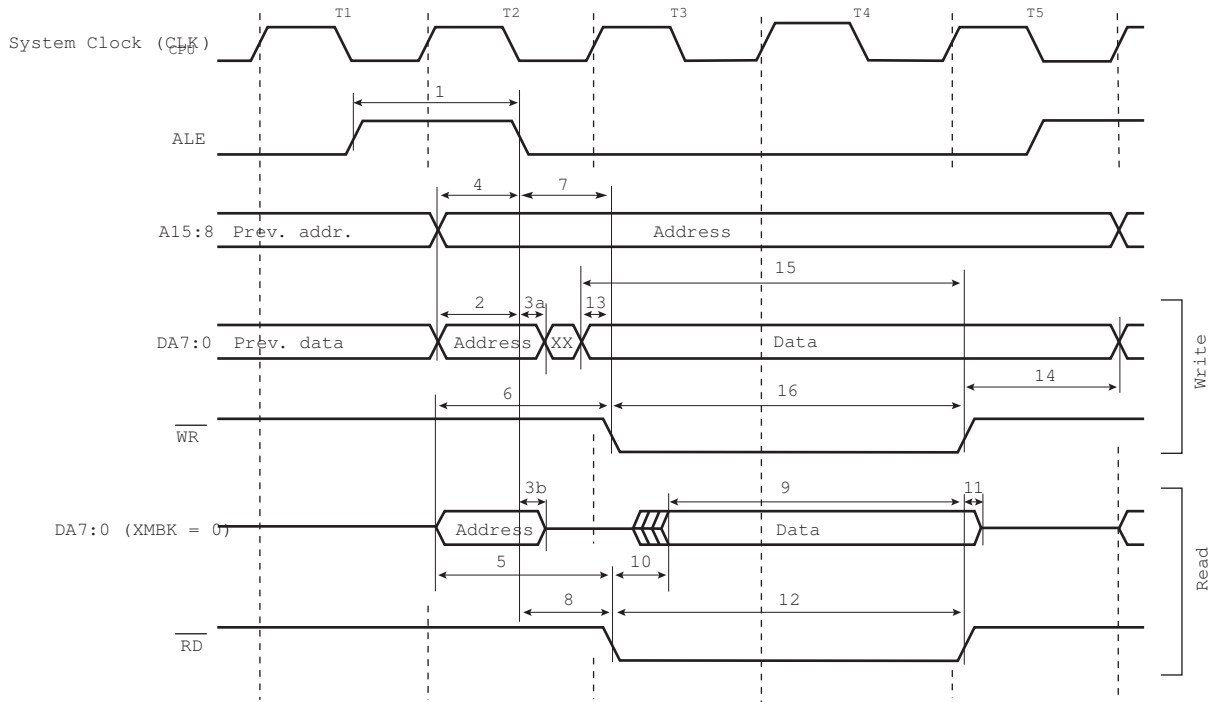 T1 T2 T3 T4 T5
System Clock (CLKCPU)
1
ALE
4 7
A15:8 Prev. addr. Address
15
2 3a 13
DA7:0 Prev. data Address XX Data
14
6 16
WR
Write
3b 9 11
DA7:0 (XMBK = 0) Address Data
5 10
8 12
RD
Read